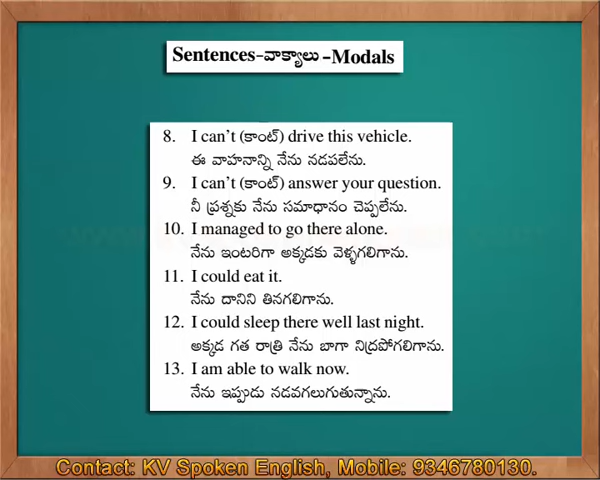 Sentences-వాక్యాలు -Modals
8. I can't (కాంట్) drive this vehicle.
ఈ వాహనాన్ని నేను నడపలేను.
9. I can't (కాంట్) answer your question.
నీ ప్రశ్నకు నేను సమాధానం చెప్పలేను.
10. I managed to go there alone.
నేను ఇంటరిగా అక్కడకు వెళ్ళగలిగాను.
11. I could eat it.
నేను దానిని తినగలిగాను.
12. I could sleep there well last night.
అక్కడ గత రాత్రి నేను బాగా నిద్రపోగలిగాను.
13. I am able to walk now.
నేను ఇప్పుడు నడవగలుగుతున్నాను.
Contact: KV Spoken English, Mobile: 9346780130.